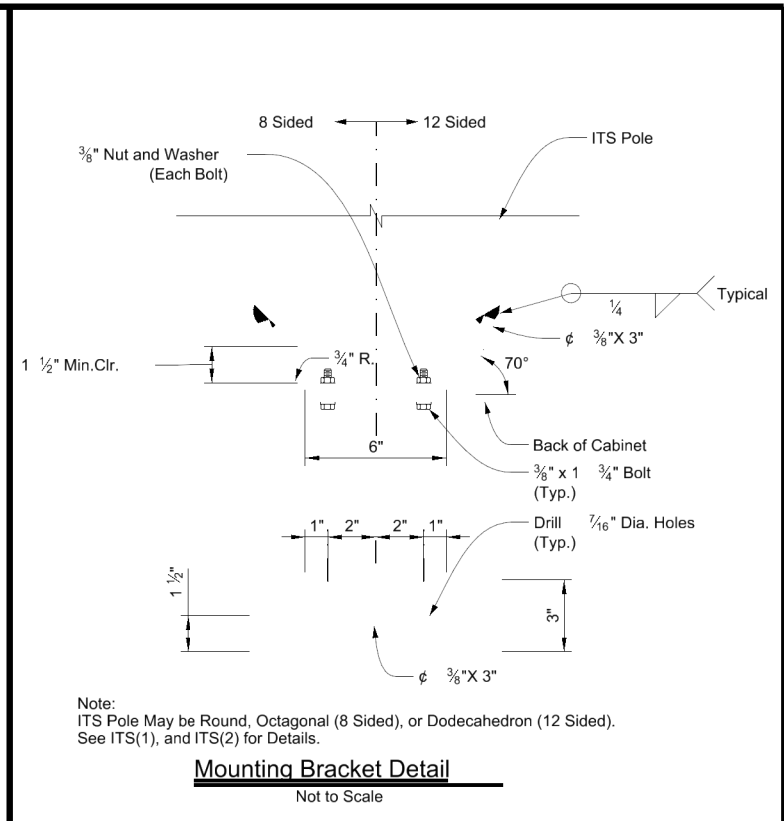 8 Sided
12 Sided
ITS Pole
⅜" Nut and Washer
(Each Bolt)
¼
Typical
¢ ⅜"X 3"
1 ½" Min.Clr.
¾" R.
70°
6"
Back of Cabinet
⅜" x 1 ¾" Bolt
(Typ.)
1" 2" 2" 1"
Drill 7⁄16" Dia. Holes
(Typ.)
1 ½"
3"
¢ ⅜"X 3"
Note:
ITS Pole May be Round, Octagonal (8 Sided), or Dodecahedron (12 Sided).
See ITS(1), and ITS(2) for Details.
Mounting Bracket Detail
Not to Scale